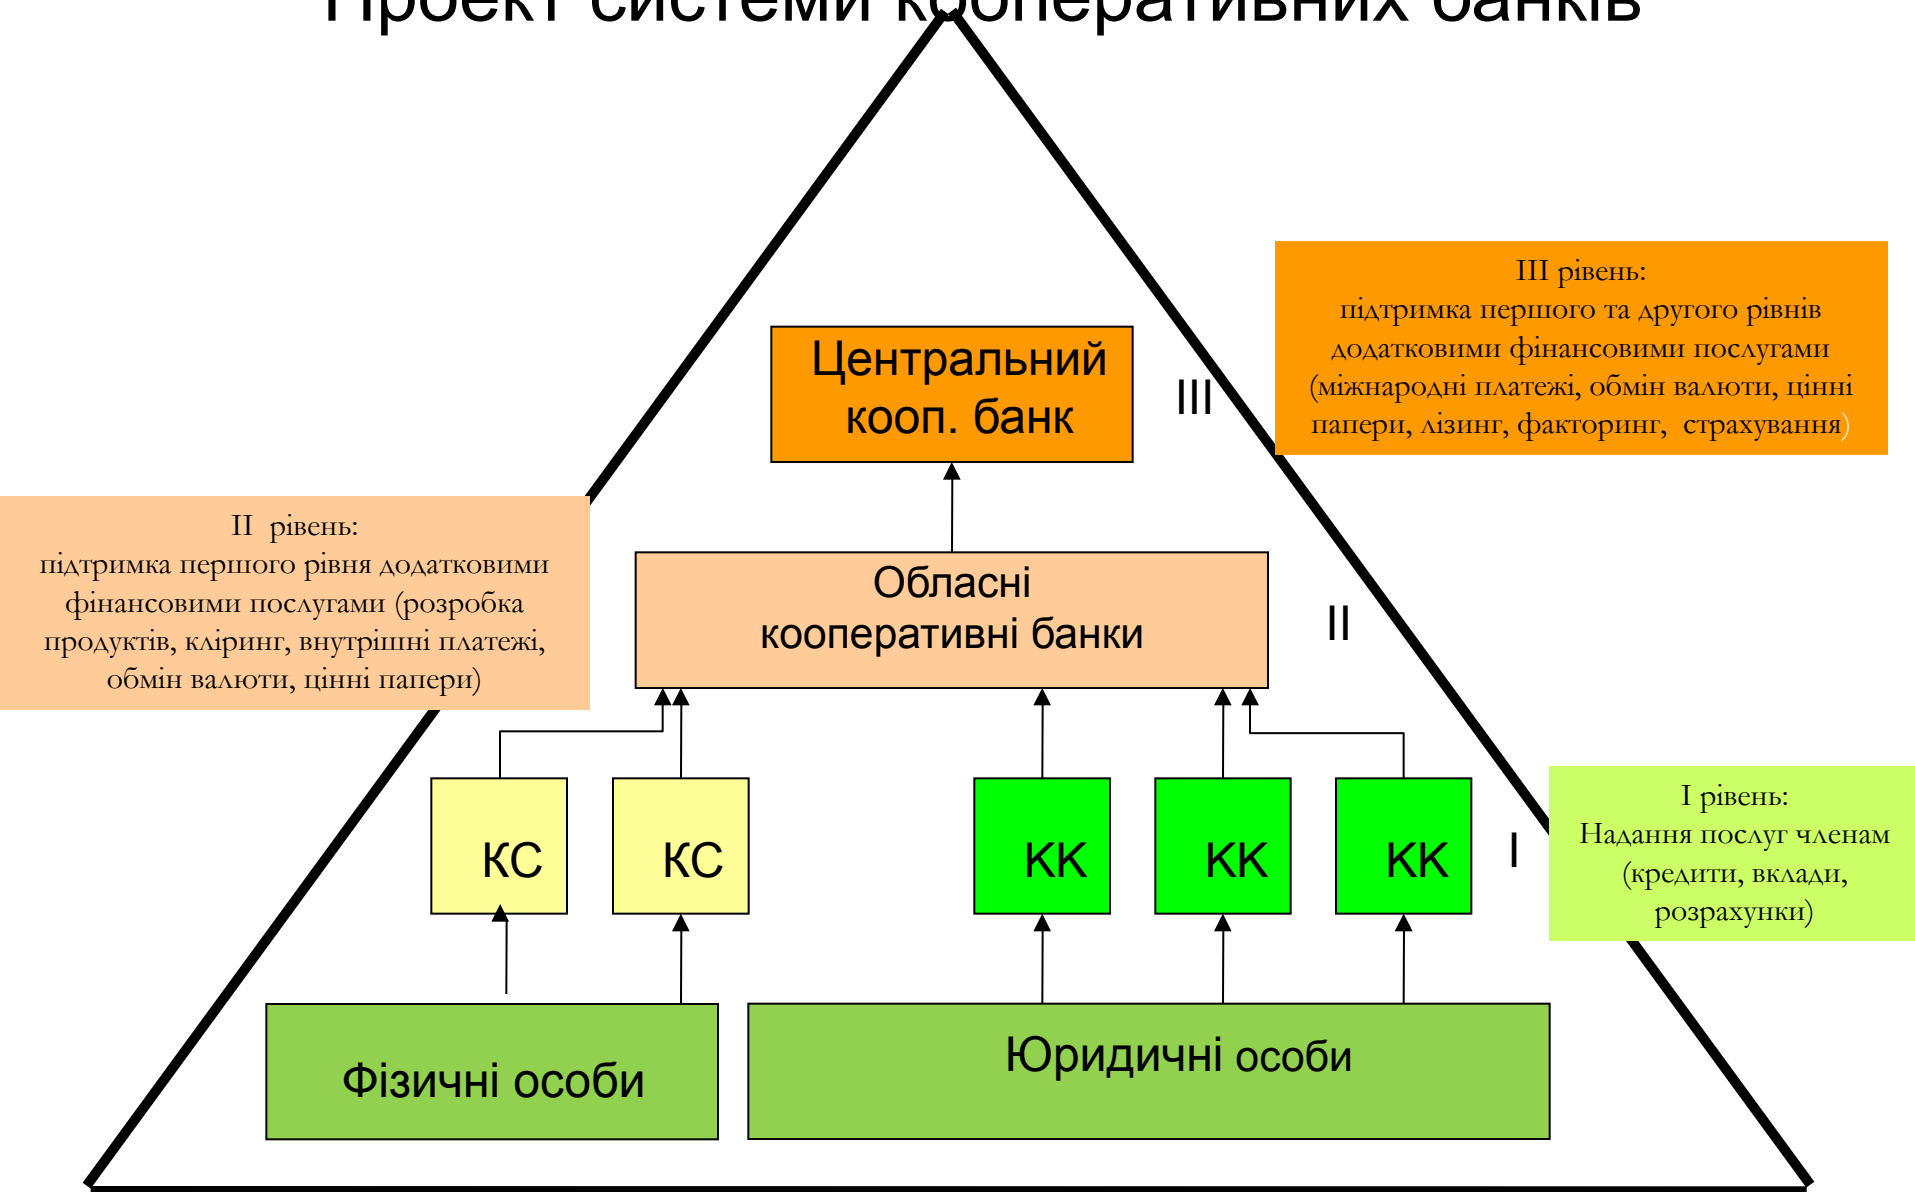 Проект системи кооперативних банків
III рівень:
підтримка першого та другого рівнів
додатковими фінансовими послугами
(міжнародні платежі, обмін валюти, цінні
папери, лізинг, факторинг, страхування)
Центральний
кооп. банк
III
II рівень:
підтримка першого рівня додатковими
фінансовими послугами (розробка
продуктів, кліринг, внутрішні платежі,
обмін валюти, цінні папери)
Обласні
кооперативні банки
II
I рівень:
Надання послуг членам
(кредити, вклади,
розрахунки)
КС
КС
КК
КК
КК
I
Фізичні особи
Юридичні особи